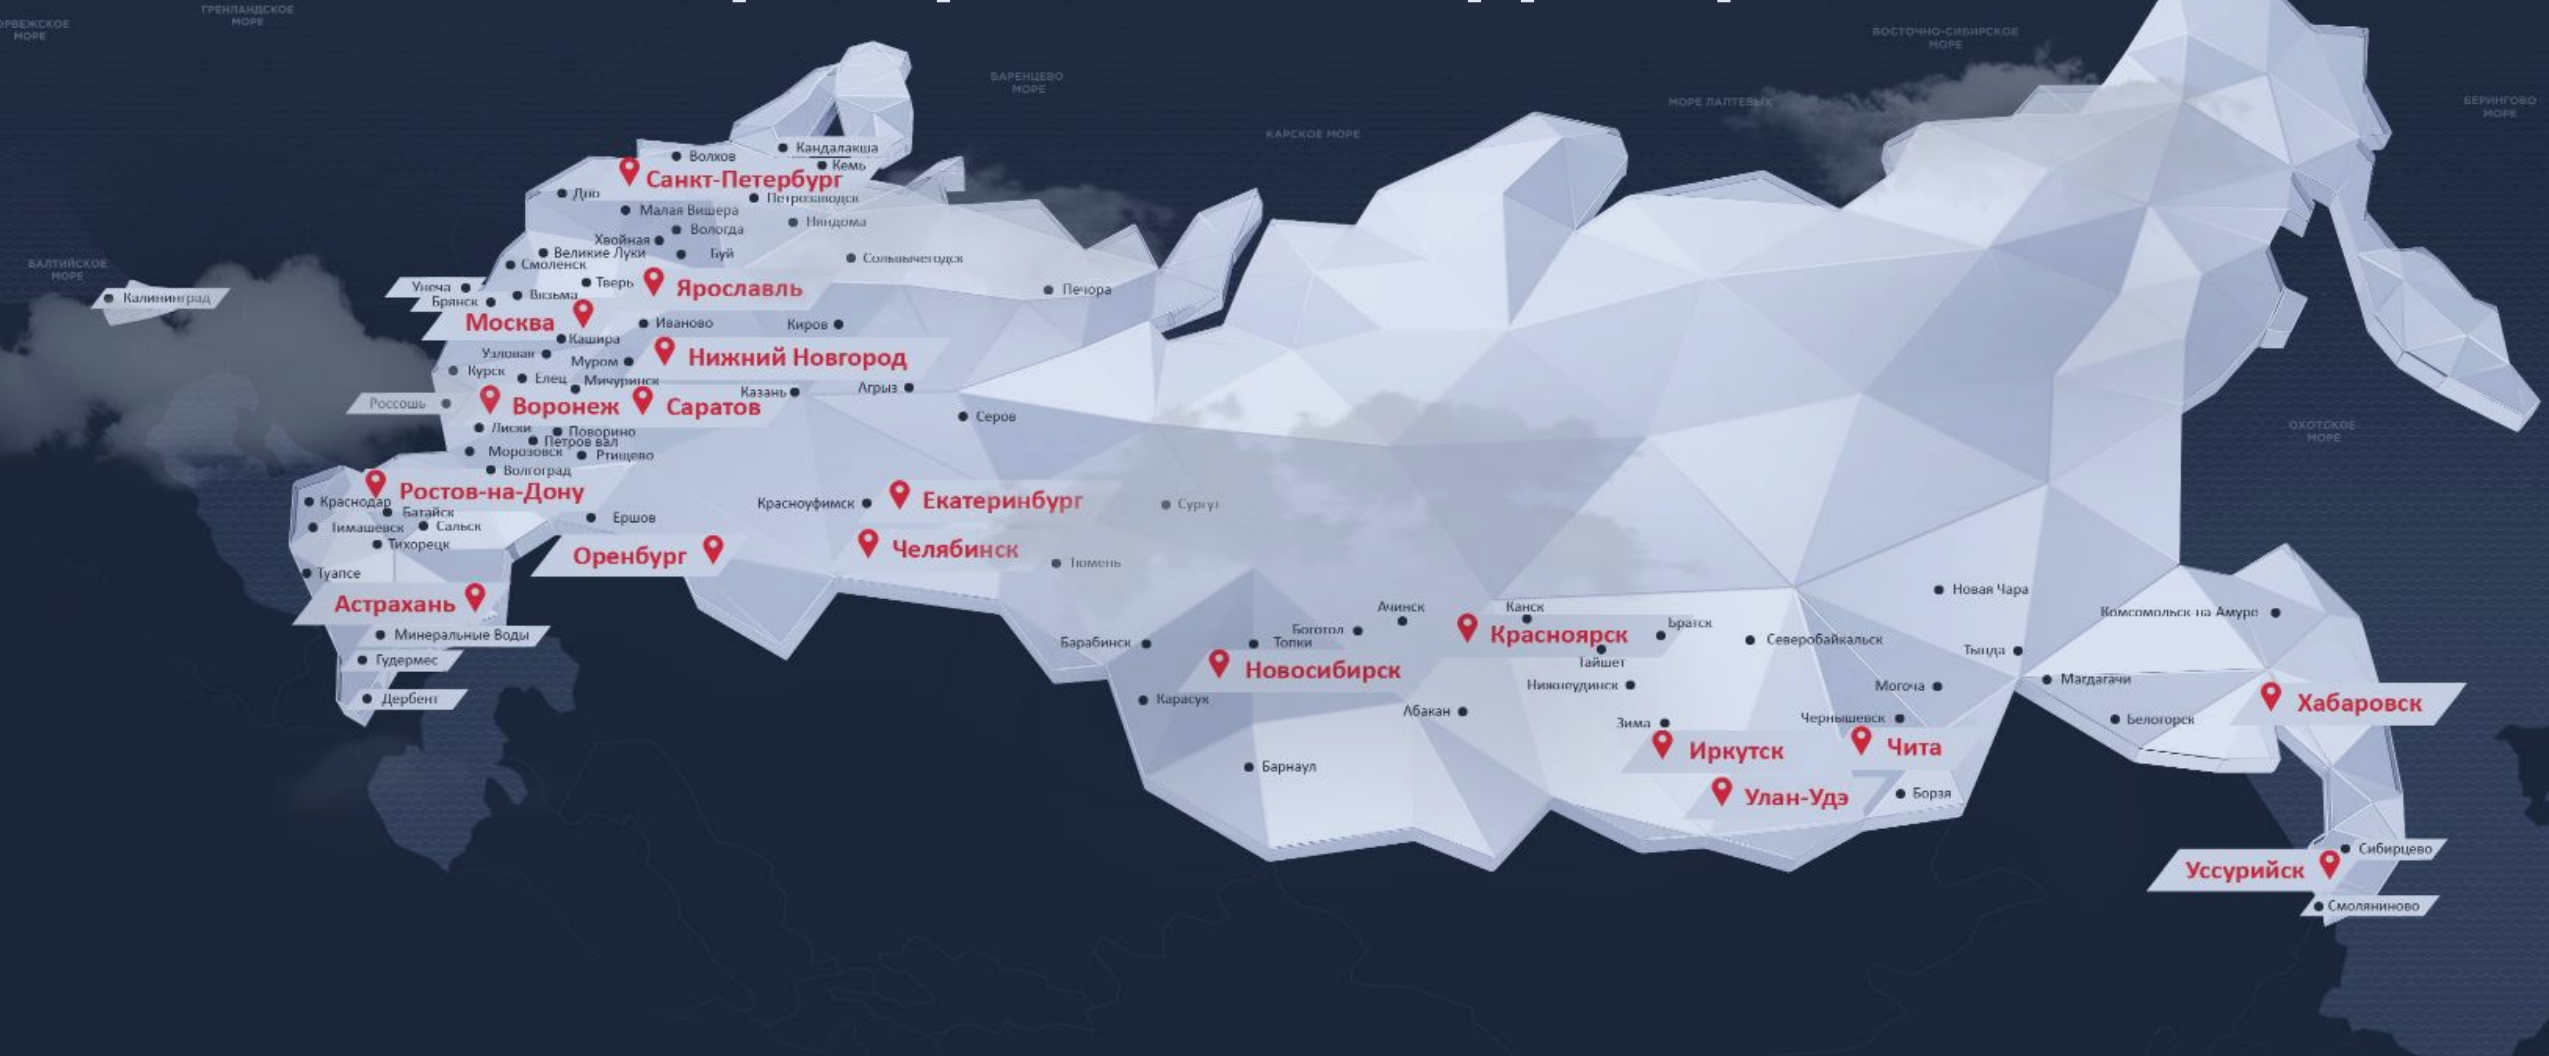 ГРЕНЛАНДСКОЕ
МОРЕ
МОРЕ
ВОСТОЧНО-СИБИРСКОЕ
МОРЕ
БАРЕНЦЕВО
МОРЕ
МОРЕ ЛАПТЕВЫХ
БЕРИНГОВО
МОРЕ
КАРСКОЕ МОРЕ
Кандалакша
Волхов
Кемь
Санкт-Петербург
Дно
Петрозаводск
Малая Вишера
Няндома
Вологда
Хвойная
Великие Луки
Буй
Сольвычегодск
Смоленск
БАЛТИЙСКОЕ
МОРЕ
Тверь
Унеча
Ярославль
Печора
Вязьма
Калининград
Брянск
Москва
Иваново
Киров
Кашира
Узловая
Нижний Новгород
Муром
Курск
Елец
Мичуринск
Агрыз
Казань
Россошь
Воронеж
Саратов
Серов
ОХОТСКОЕ
МОРЕ
Лиски
Поворино
Петров вал
Морозовск
Ртищево
Волгоград
Ростов-на-Дону
Краснодар
Красноуфимск
Екатеринбург
Сургут
Батайск
Ершов
Тимашевск
Сальск
Тихорецк
Челябинск
Оренбург
Тюмень
Туапсе
Новая Чара
Астрахань
Ачинск
Канск
Комсомольск на Амуре
Братск
Боготол
Минеральные Воды
Красноярск
Северобайкальск
Барабинск
Топки
Тында
Гудермес
Тайшет
Новосибирск
Магдагачи
Нижнеудинск
Могоча
Дербент
Карасук
Хабаровск
Абакан
Чернышевск
Белогорск
Зима
Чита
Иркутск
Барнаул
Борзя
Улан-Удэ
Сибирцево
Уссурийск
Смоляниново